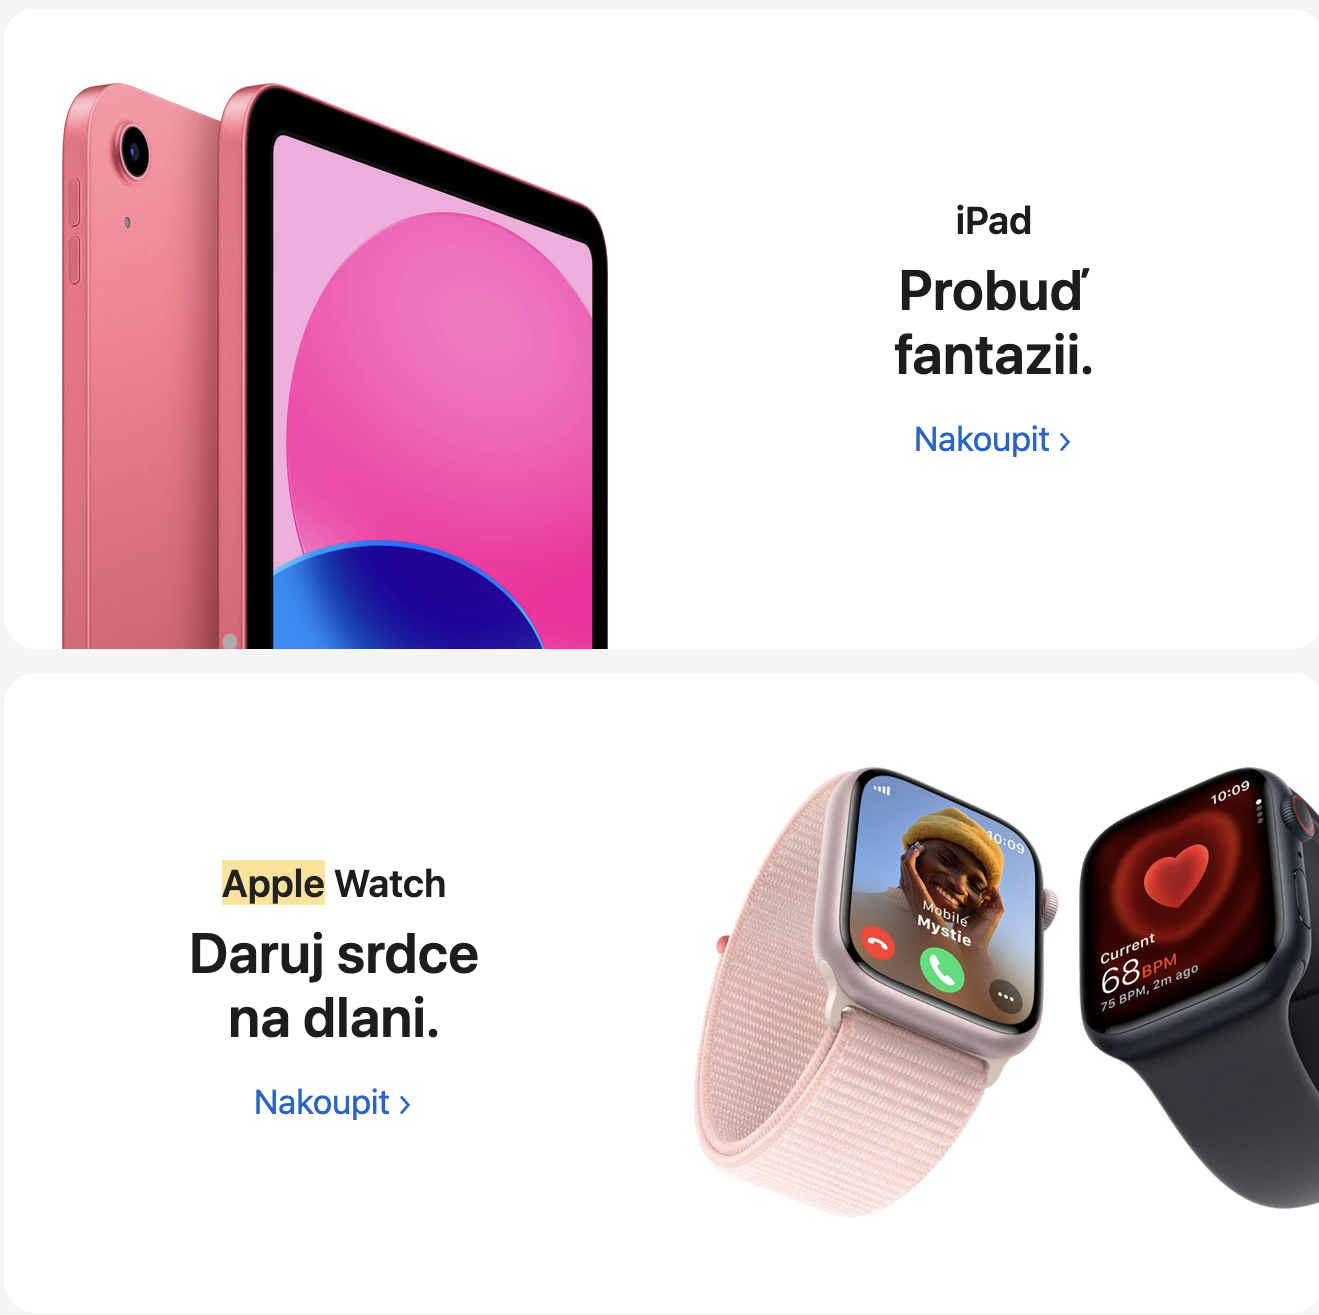 iPad
Probuď
fantazii.
Nakoupit >
Apple Watch
Daruj srdce
na dlani.
Nakoupit >
10:09
Mobile
Mystie
10:09
Current
68BPM
75 BPM, 2m ago